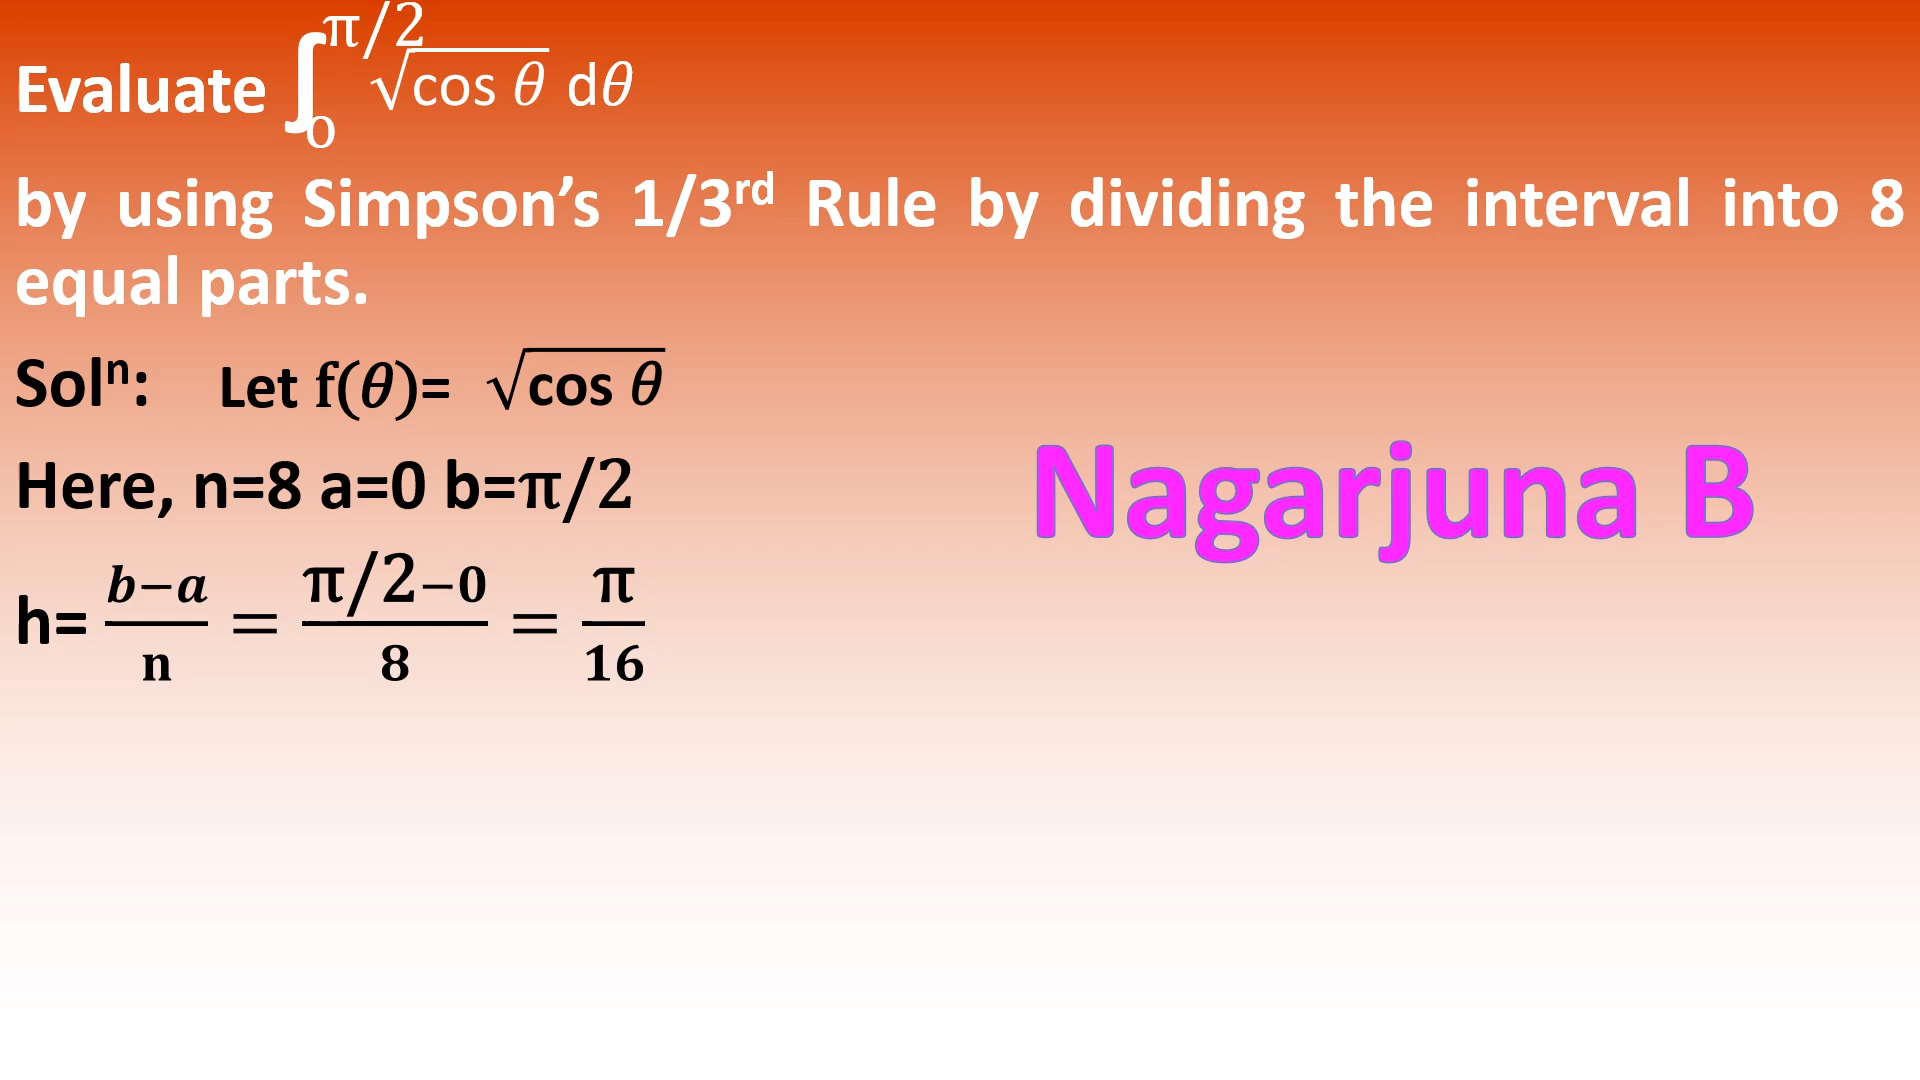 Evaluate ∫₀^π/2 √cos θ dθ
by using Simpson’s 1/3ʳᵈ Rule by dividing the interval into 8
equal parts.
Solⁿ: Let f(θ)= √cos θ
Here, n=8 a=0 b=π/2
Nagarjuna B
h= b−a/n = π/2−0/8 = π/16